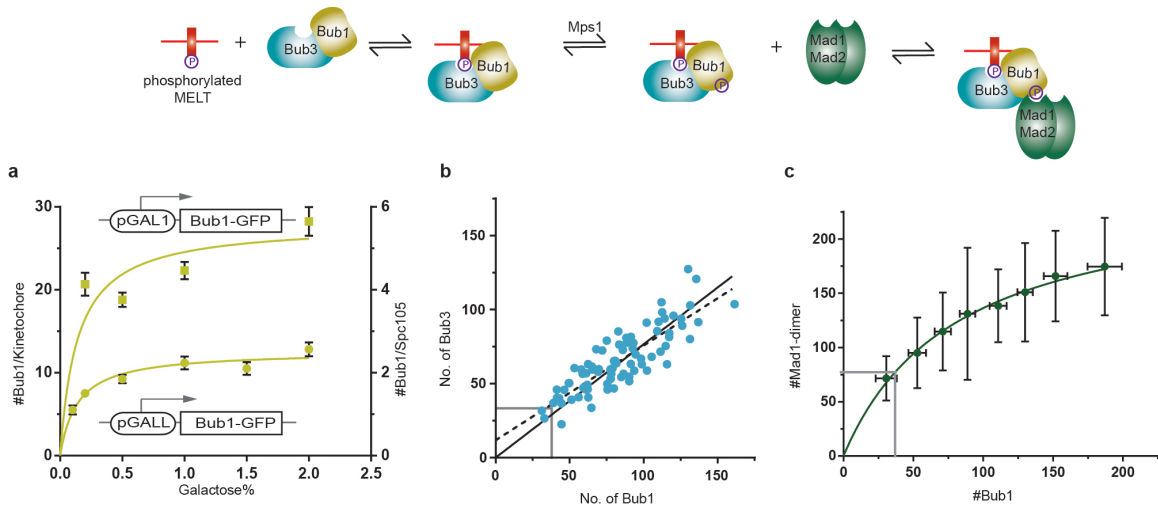 +
Bub3
Bub1
P
phosphorylated
MELT
P
Bub3
Bub1
Mps1
P
Bub3
Bub1
P
+
Mad1
Mad2
P
Bub3
Bub1
P
Mad1
Mad2
a
#Bub1/Kinetochore
30
20
10
0
pGAL1
Bub1-GFP
pGALL
Bub1-GFP
6
4
2
0
#Bub1/Spc105
0.0
0.5
1.0
1.5
2.0
2.5
Galactose%
b
No. of Bub3
150
100
50
0
0
50
100
150
No. of Bub1
c
#Mad1-dimer
200
150
100
50
0
0
50
100
150
200
#Bub1